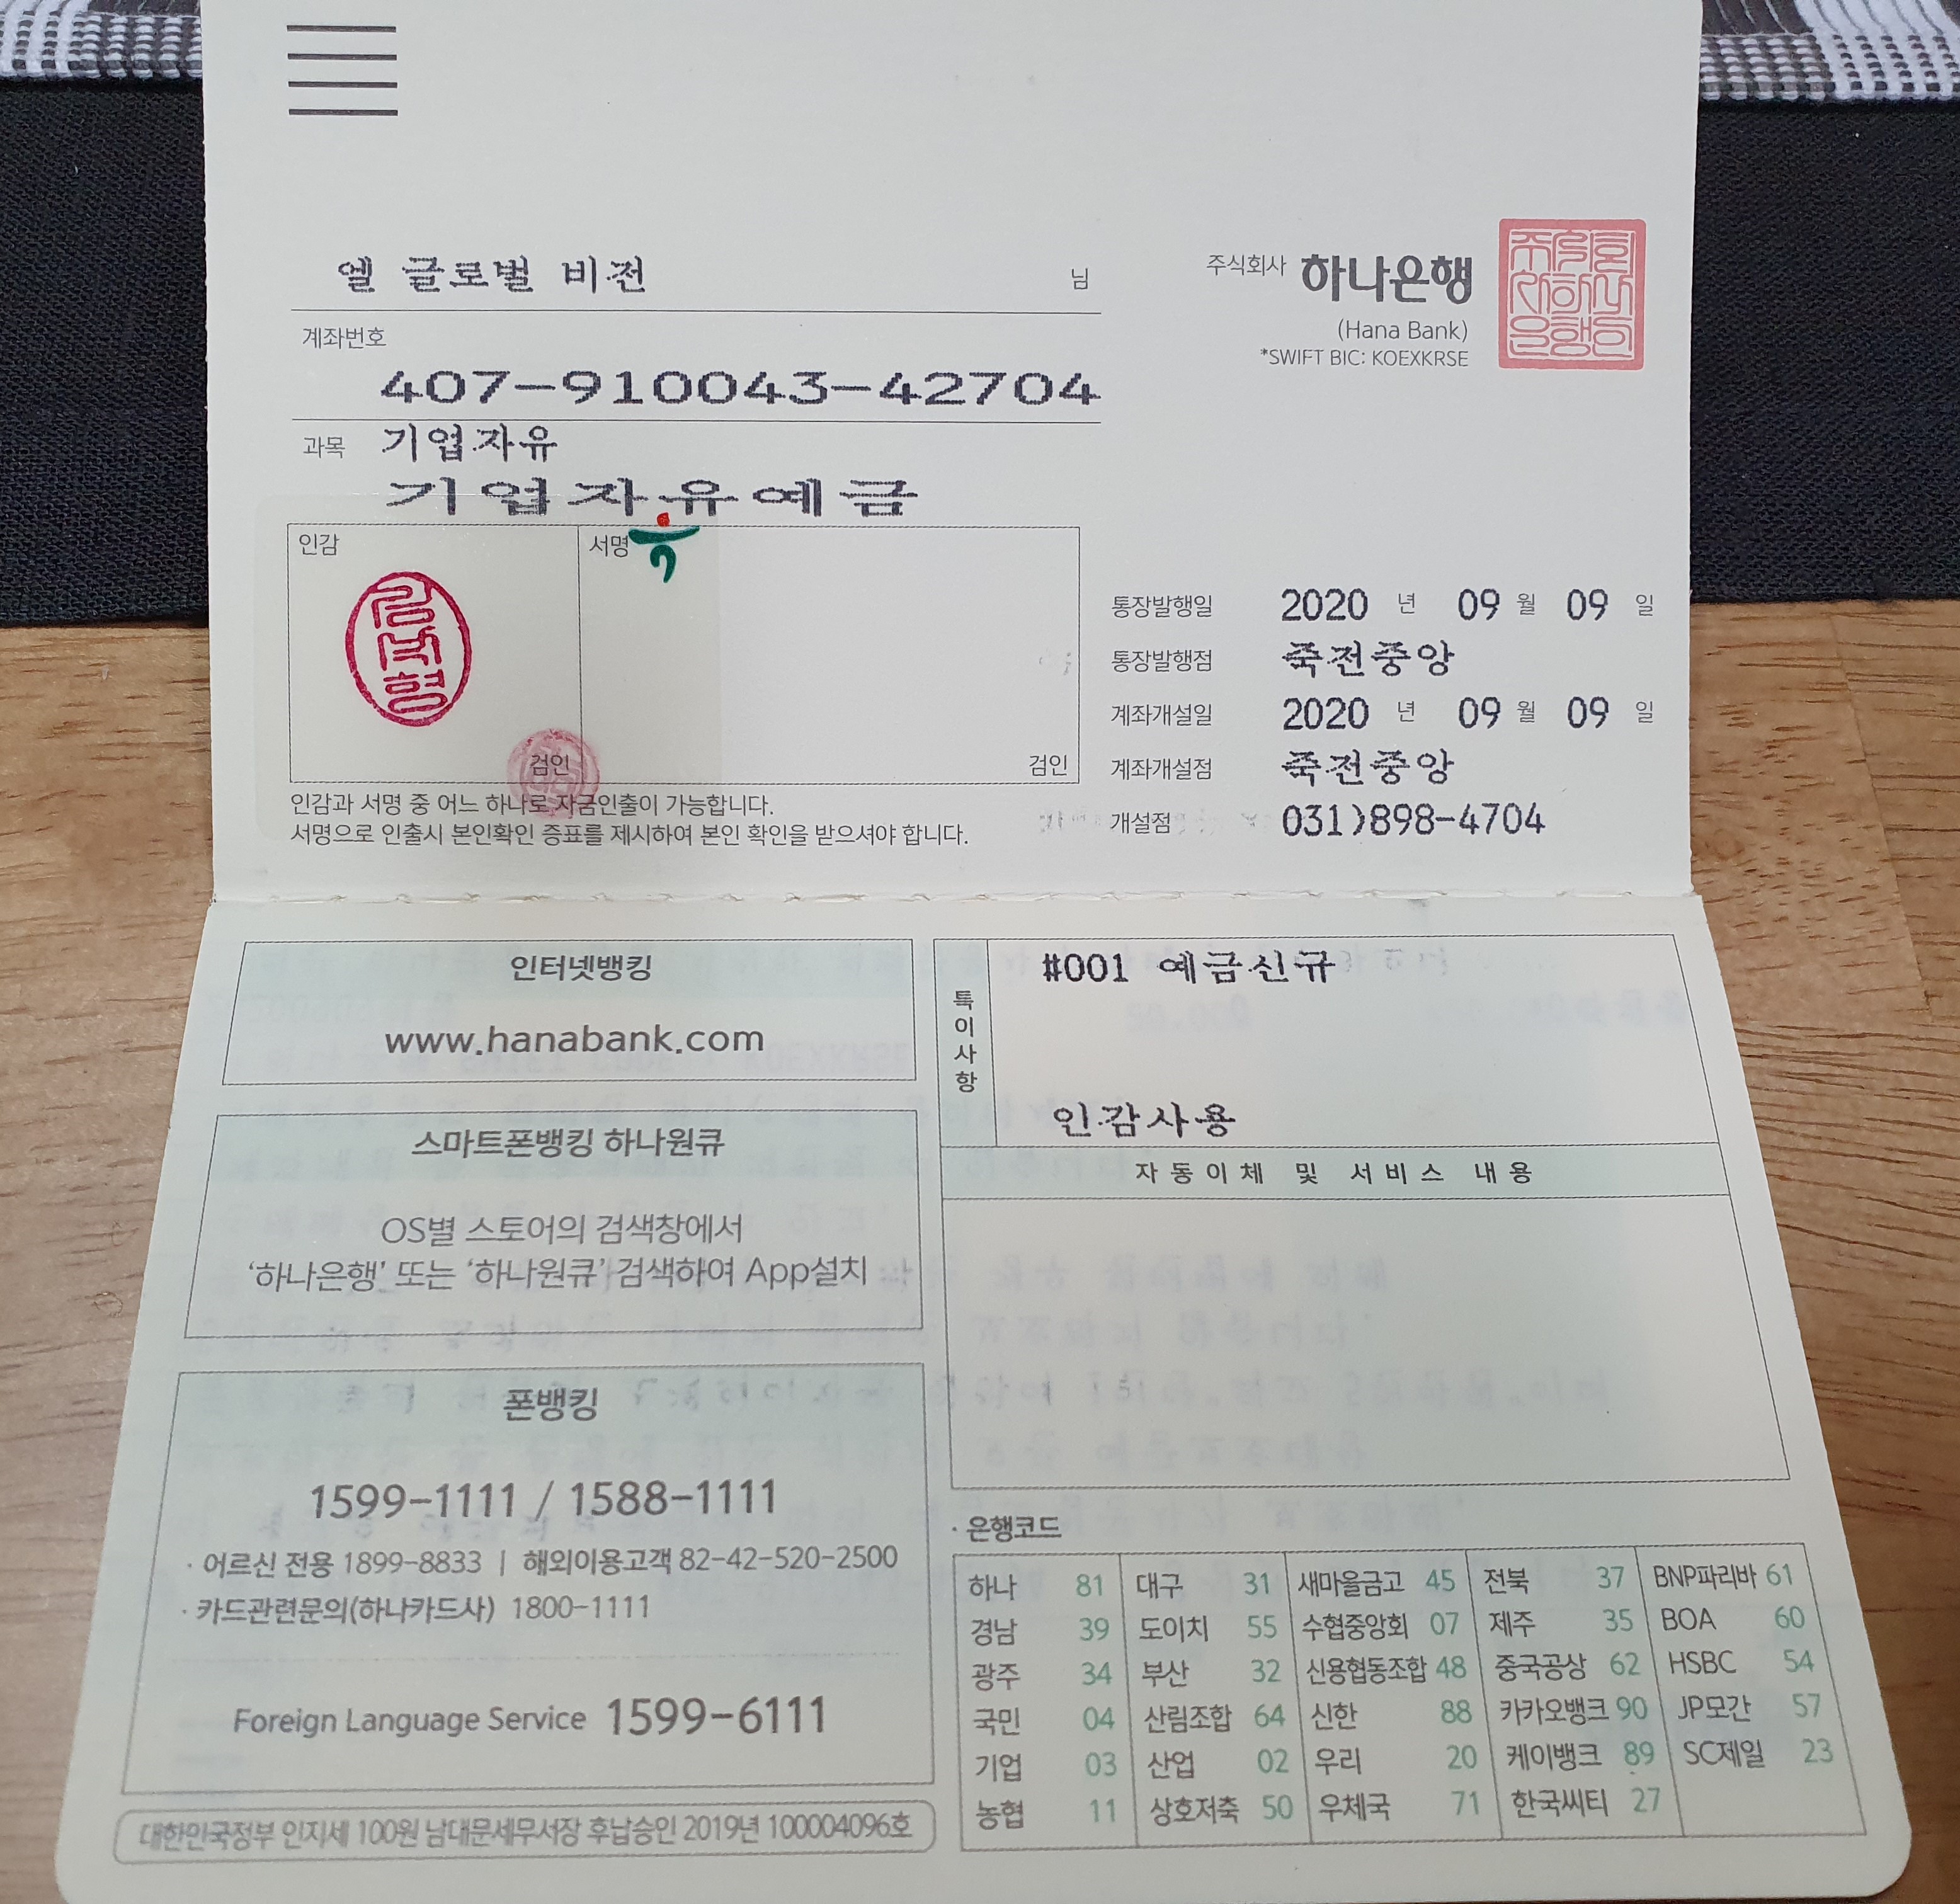 엘 글로벌 비전 님
주식회사 하나은행
(Hana Bank)
*SWIFT BIC: KOEXKRSE
계좌번호
407-910043-42704
과목 기업자유
기업자유예금
인감
서명
검인
검인
인감과 서명 중 어느 하나로 자금인출이 가능합니다.
서명으로 인출시 본인확인 증표를 제시하여 본인 확인을 받으셔야 합니다.
통장발행일 2020 년 09 월 09 일
통장발행점 죽전중앙
계좌개설일 2020 년 09 월 09 일
계좌개설점 죽전중앙
개설점 031)898-4704
인터넷뱅킹
www.hanabank.com
스마트폰뱅킹 하나원큐
OS별 스토어의 검색창에서
‘하나은행’ 또는 ‘하나원큐’ 검색하여 App설치
폰뱅킹
1599-1111 / 1588-1111
· 어르신 전용 1899-8833 | 해외이용고객 82-42-520-2500
· 카드관련문의(하나카드사) 1800-1111
Foreign Language Service 1599-6111
대한민국정부 인지세 100원 남대문세무서장 후납승인 2019년 100004096호
특이사항
#001 예금신규
인감사용
자동이체 및 서비스 내용
· 은행코드
하나 81 대구 31 새마을금고 45 전북 37 BNP파리바 61
경남 39 도이치 55 수협중앙회 07 제주 35 BOA 60
광주 34 부산 32 신용협동조합 48 중국공상 62 HSBC 54
국민 04 산림조합 64 신한 88 카카오뱅크 90 JP모간 57
기업 03 산업 02 우리 20 케이뱅크 89 SC제일 23
농협 11 상호저축 50 우체국 71 한국씨티 27